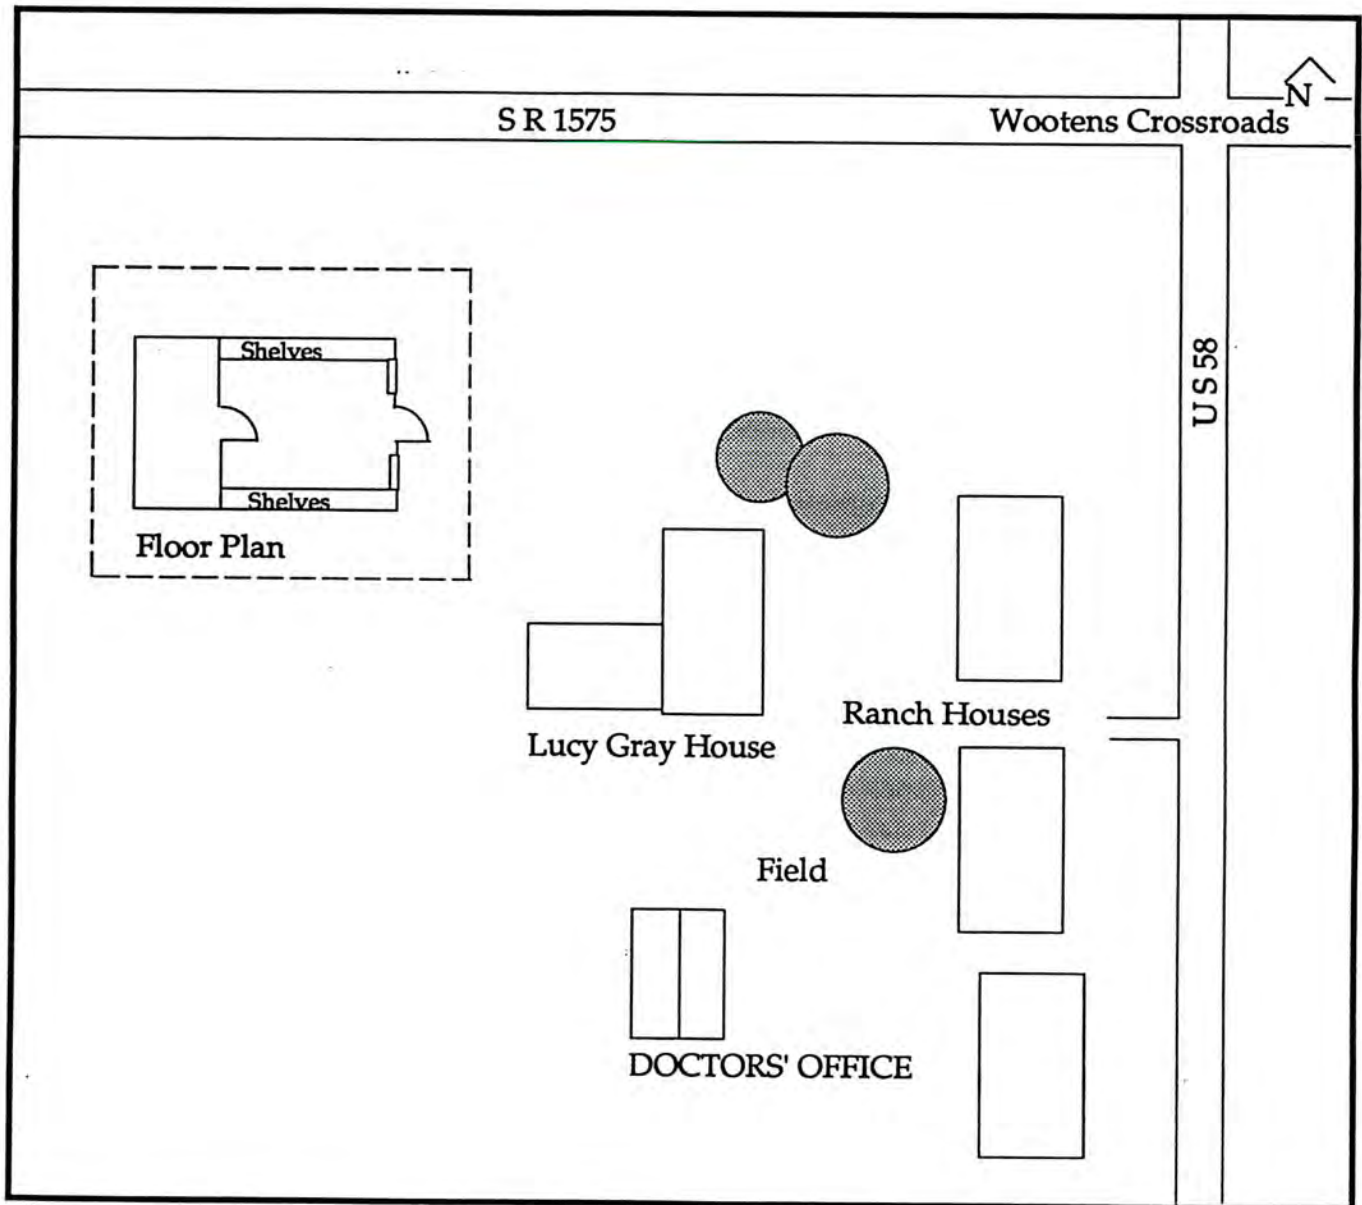 N
S R 1575
Wootens Crossroads
U S 58
Shelves
Shelves
Floor Plan
Ranch Houses
Lucy Gray House
Field
DOCTORS' OFFICE